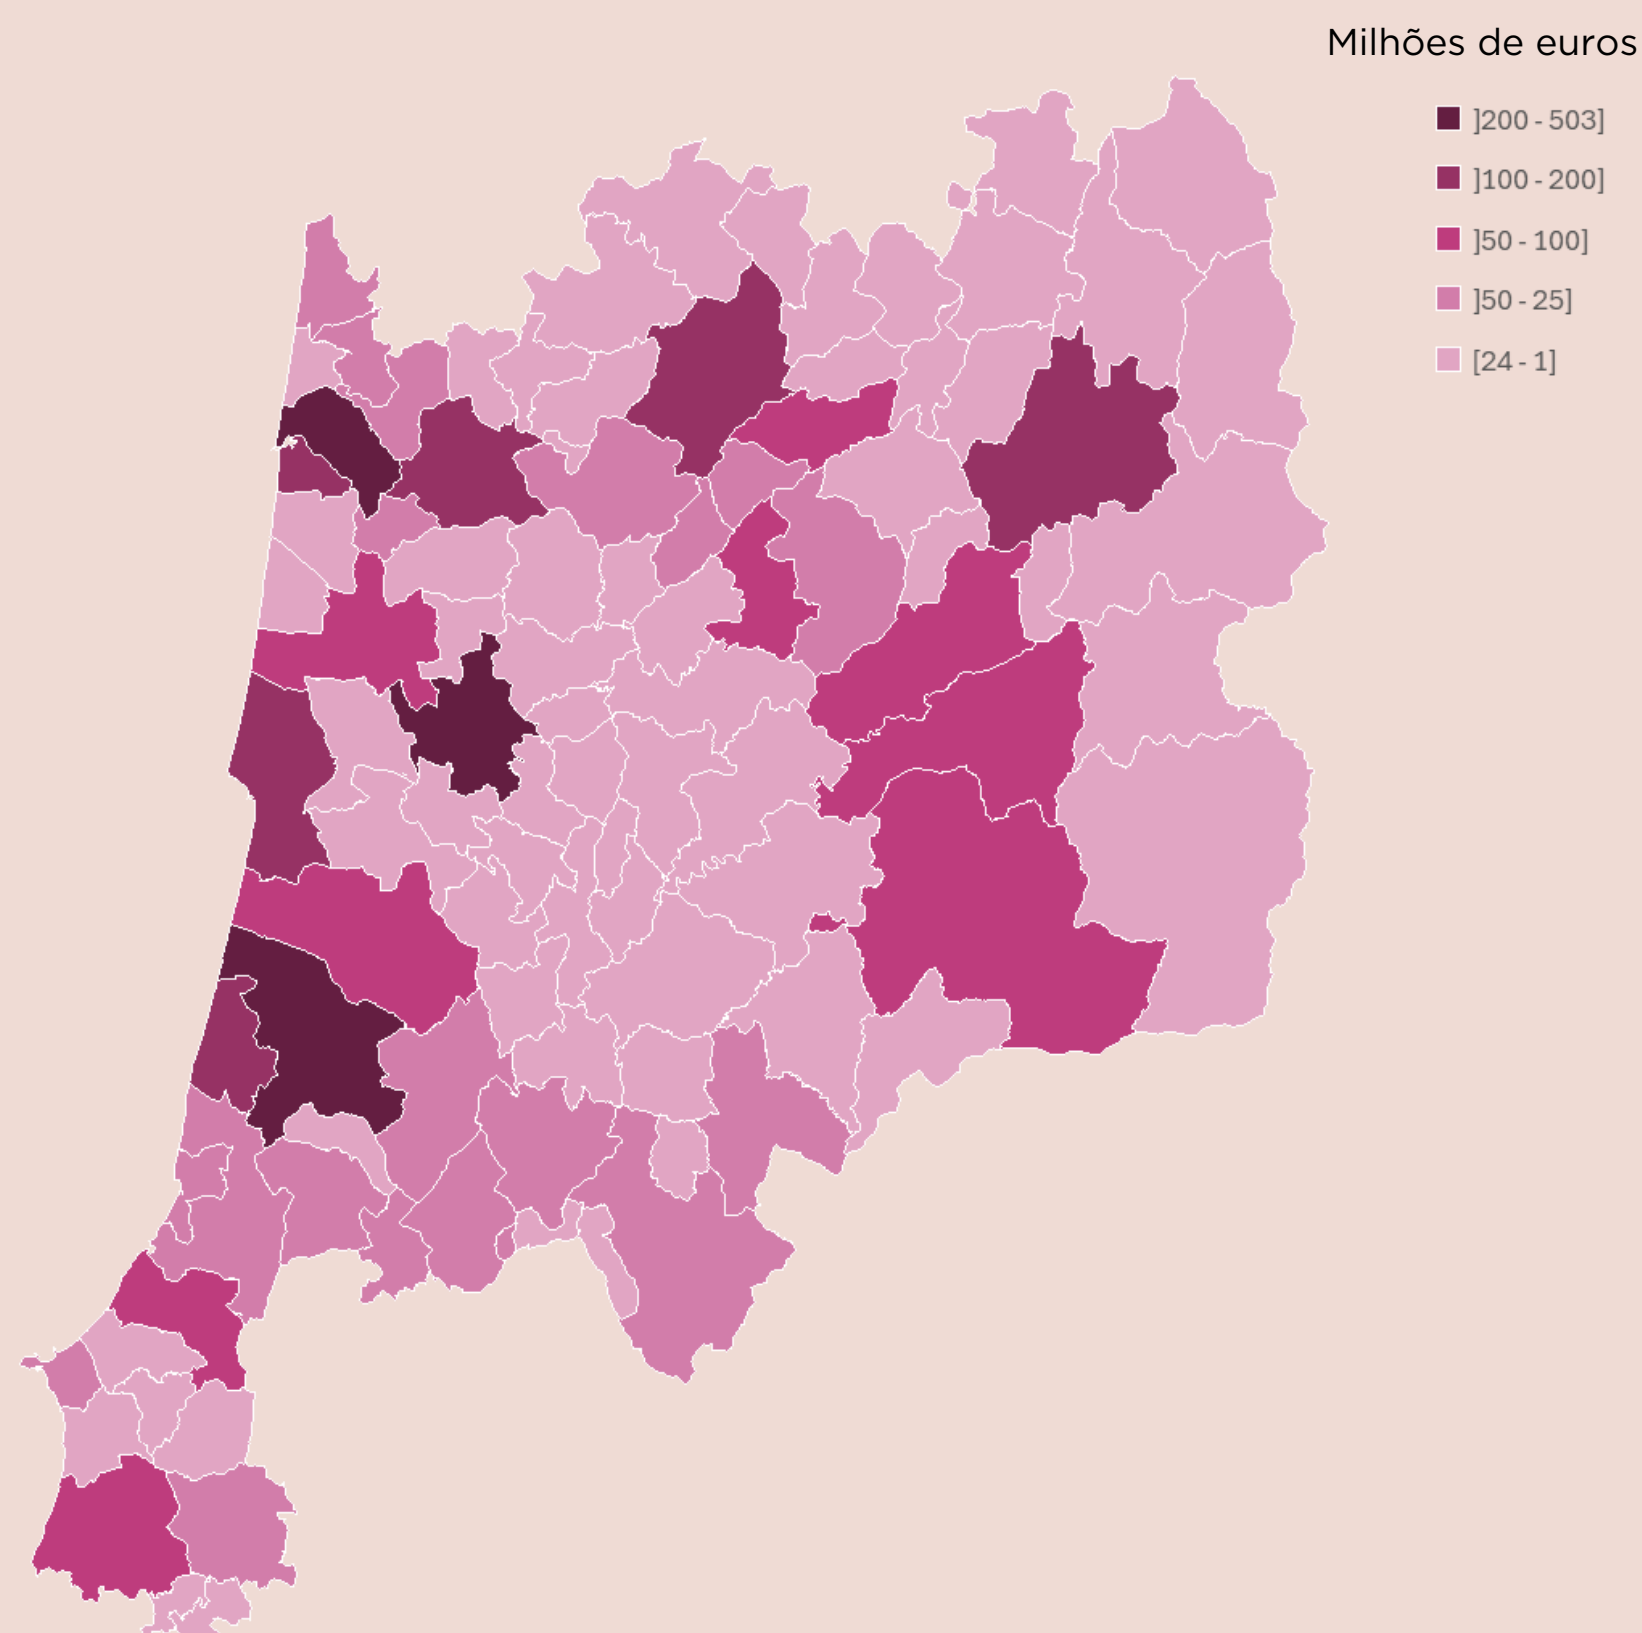 Milhões de euros
]200 - 503]
]100 - 200]
]50 - 100]
]50 - 25]
[24 - 1]